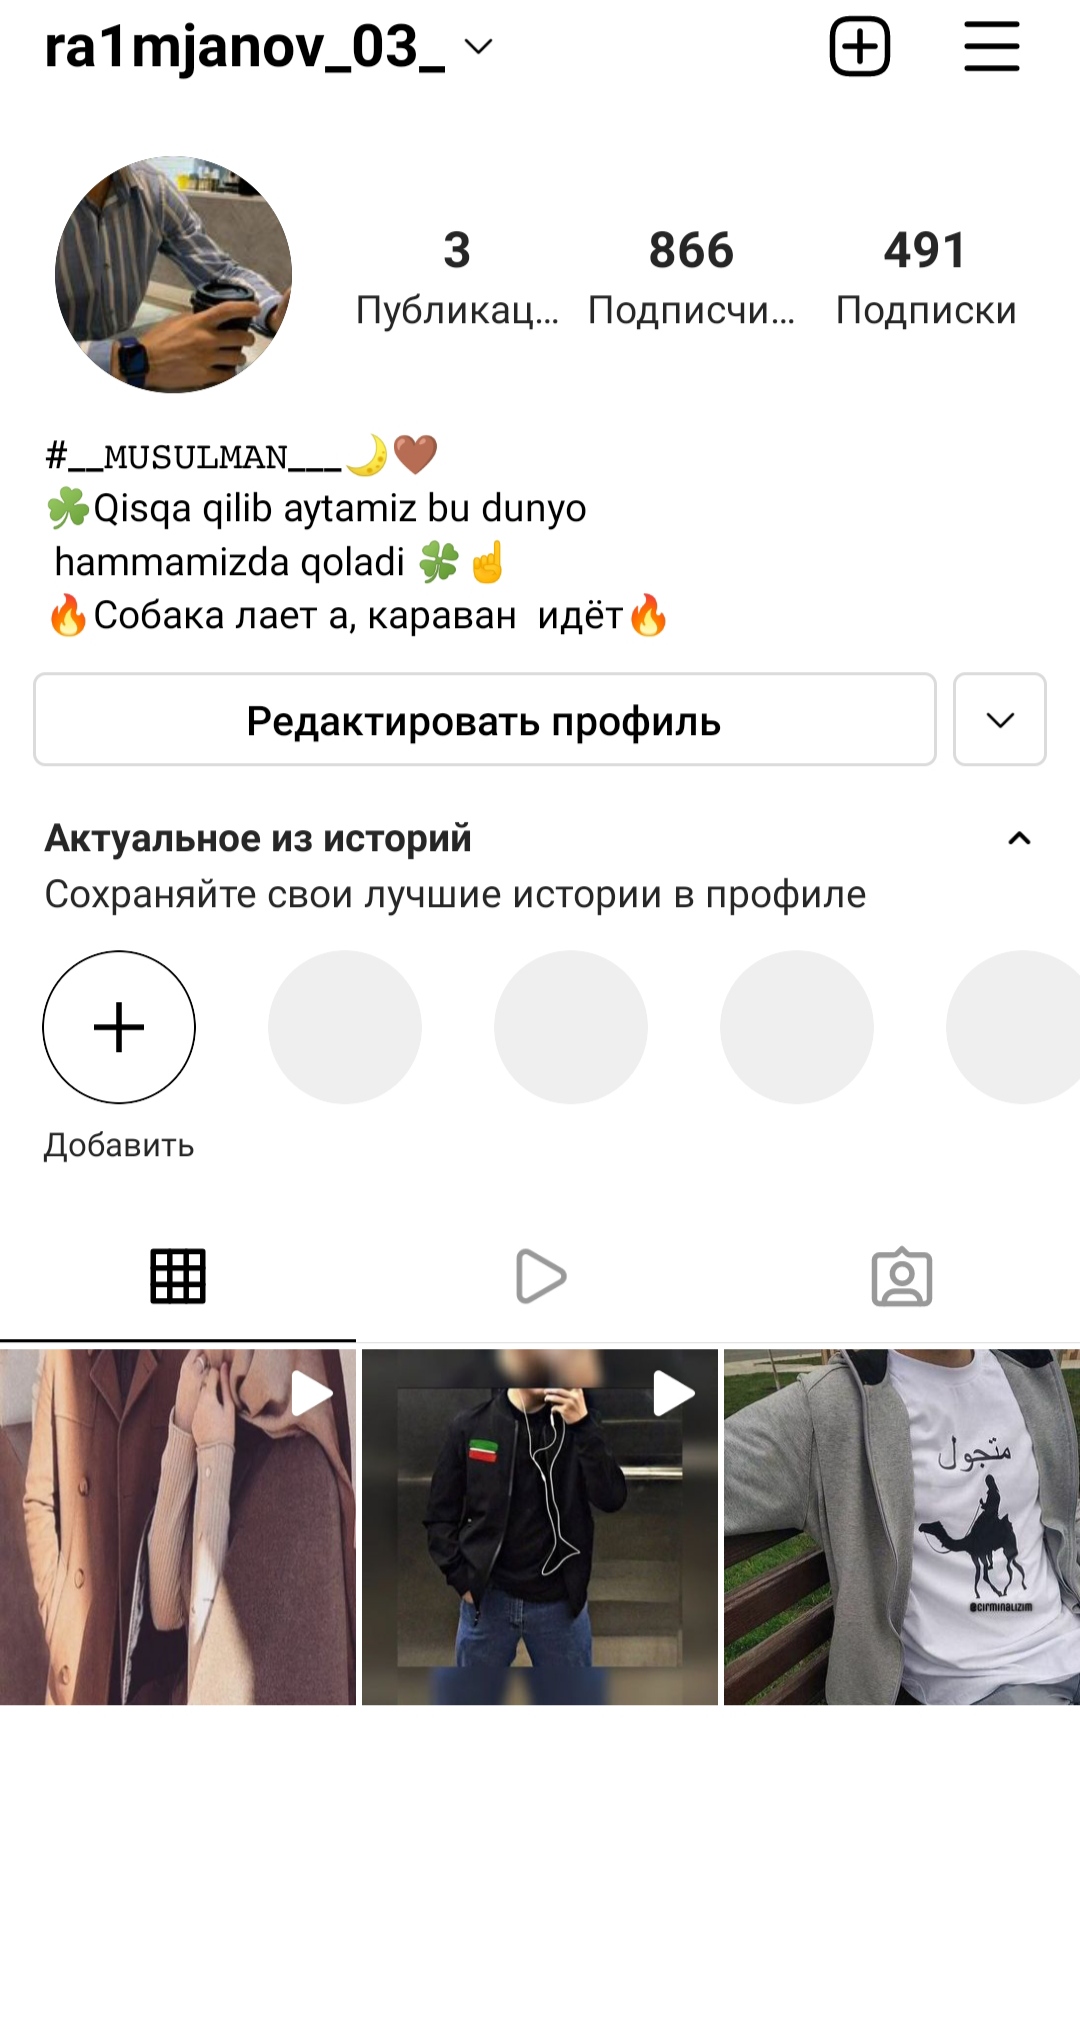 ra1mjanov_03_
3 866 491
Публикац... Подписчи... Подписки
#__MUSULMAN___🌙🤎
☘️Qisqa qilib aytamiz bu dunyo
hammamizda qoladi 🍀☝️
🔥Собака лает а, караван  идёт🔥
Редактировать профиль
Актуальное из историй
Сохраняйте свои лучшие истории в профиле
Добавить
متجول
@CIRMINALIZIM